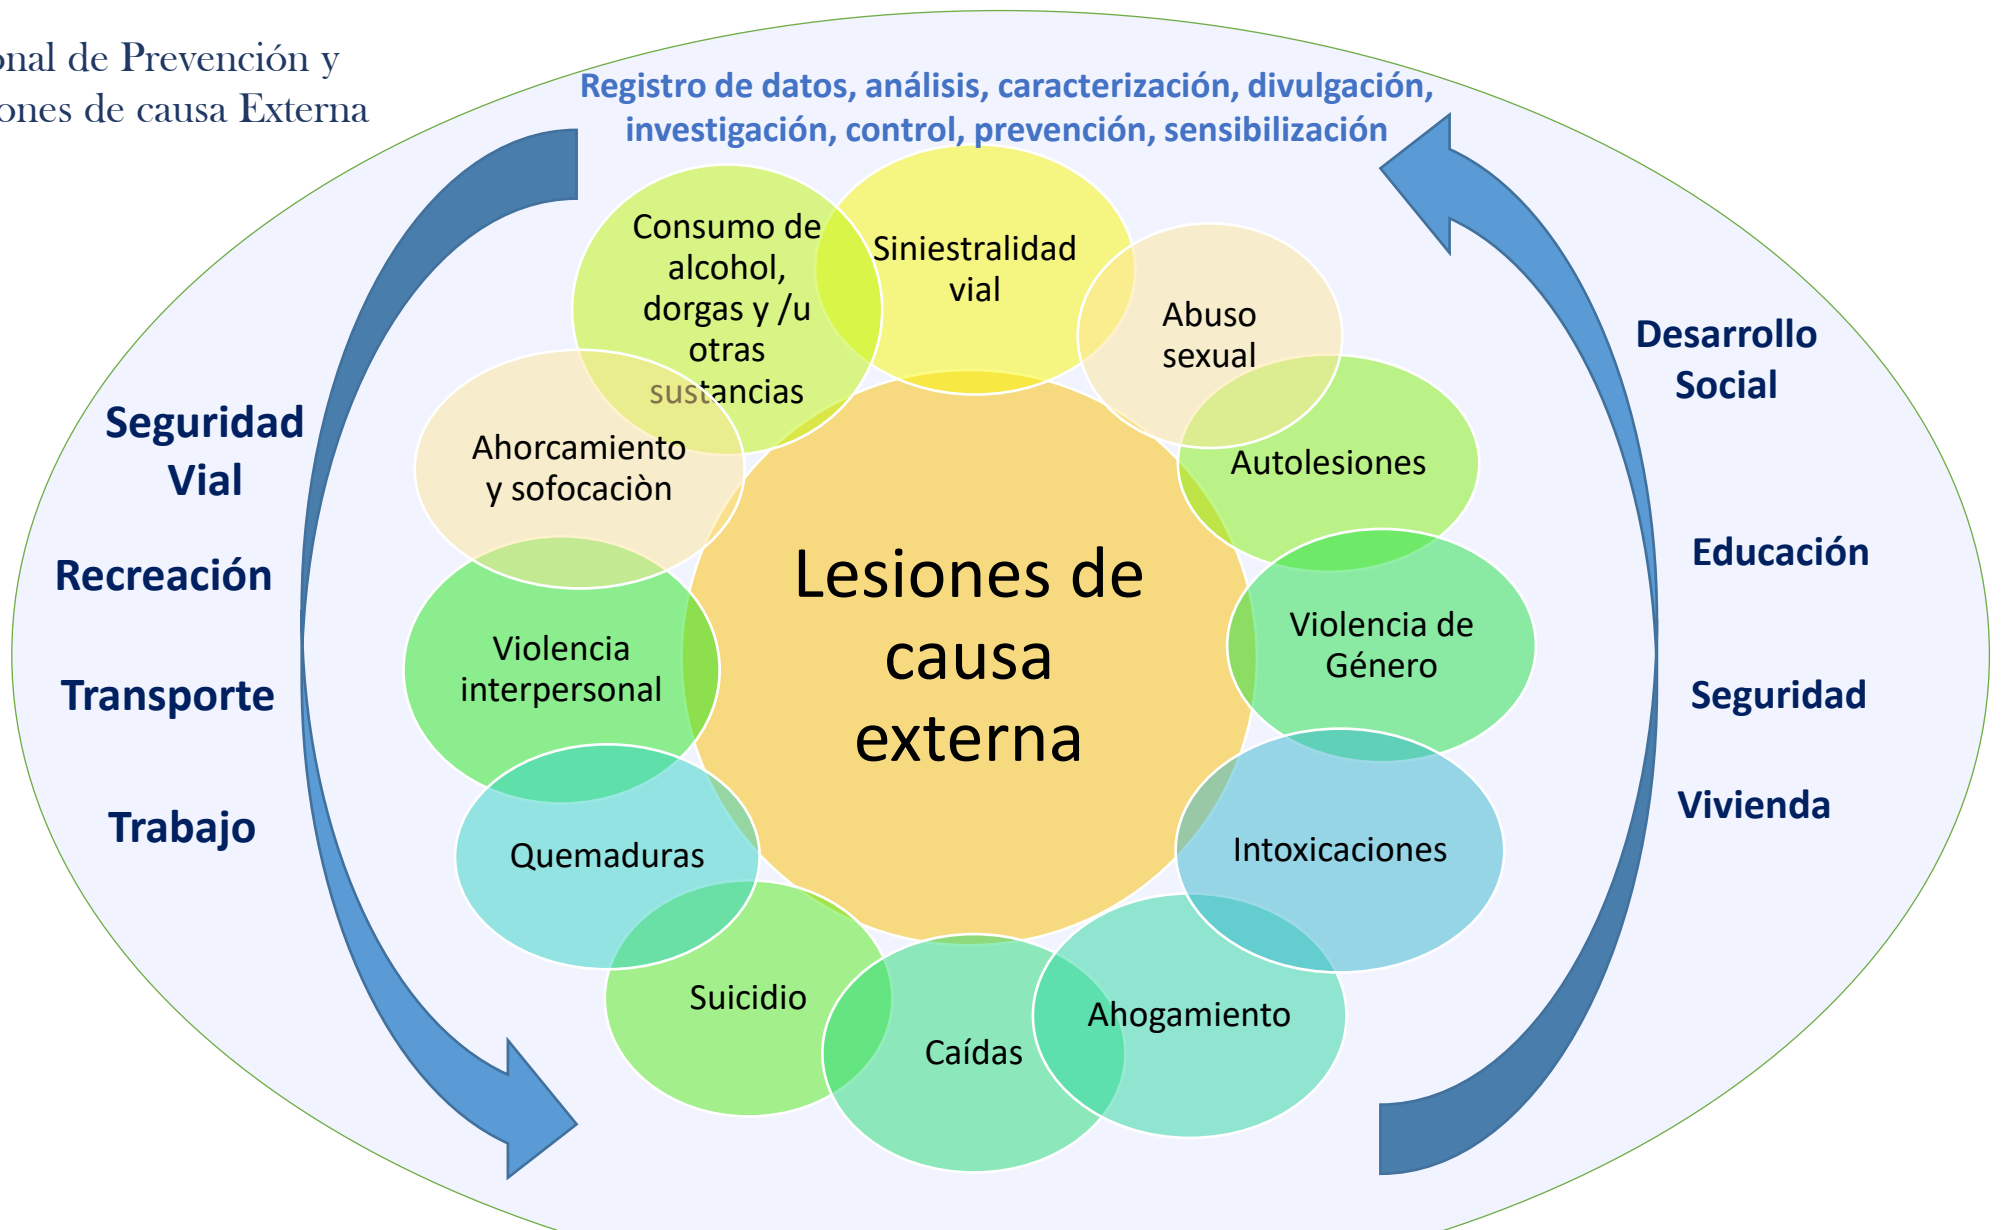 onal de Prevención y
ones de causa Externa
Registro de datos, análisis, caracterización, divulgación,
investigación, control, prevención, sensibilización
Consumo de
alcohol,
dorgas y /u
otras
sustancias
Siniestralidad
vial
Abuso
sexual
Autolesiones
Violencia de
Género
Intoxicaciones
Ahogamiento
Caídas
Suicidio
Quemaduras
Violencia
interpersonal
Ahorcamiento
y sofocaciòn
Lesiones de
causa
externa
Seguridad
Vial
Recreación
Transporte
Trabajo
Desarrollo
Social
Educación
Seguridad
Vivienda